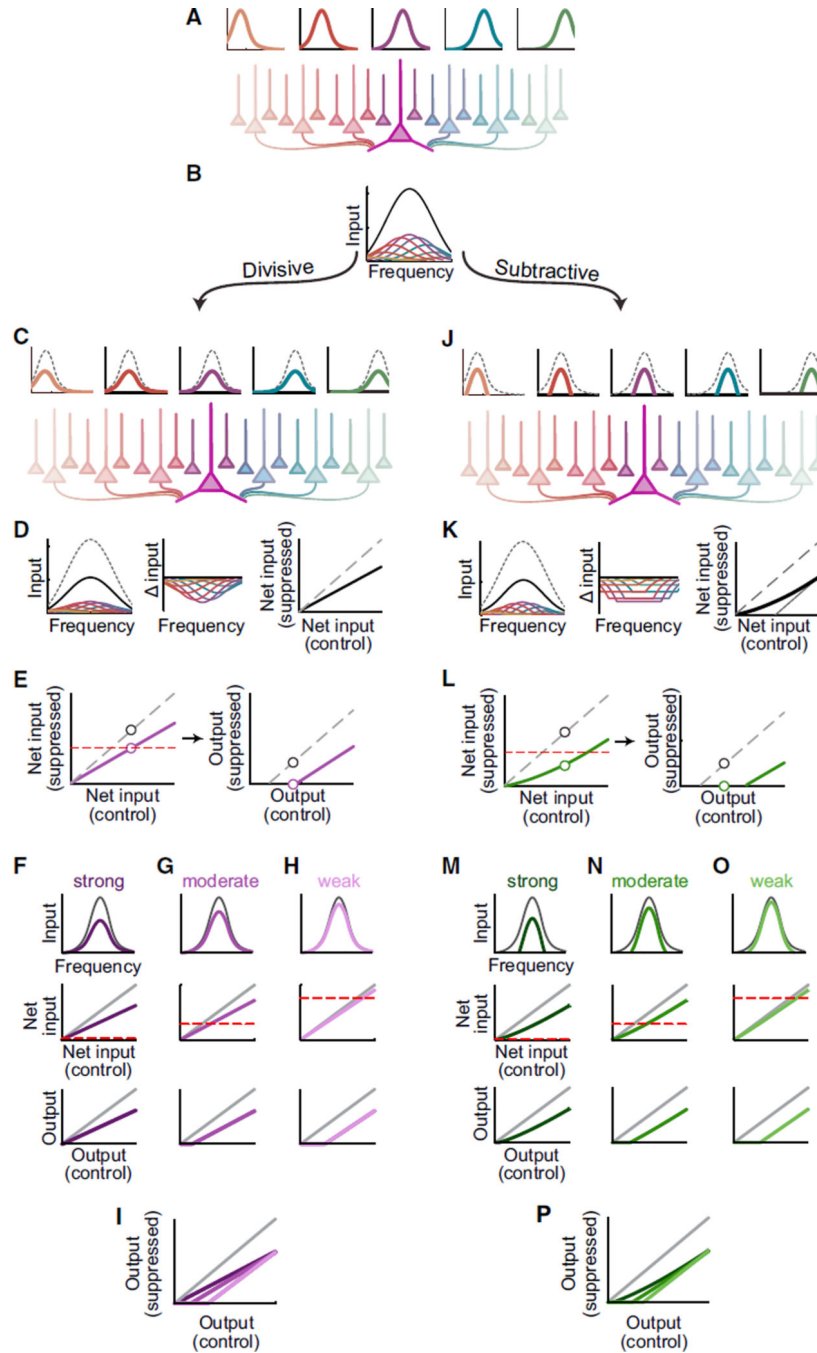 A
B
Input
Frequency
Divisive
Subtractive
C
J
D
Input
Frequency
Δ input
Frequency
Net input
(suppressed)
Net input
(control)
K
Input
Frequency
Δ input
Frequency
Net input
(suppressed)
Net input
(control)
E
Net input
(suppressed)
Net input
(control)
Output
(suppressed)
Output
(control)
L
Net input
(suppressed)
Net input
(control)
Output
(suppressed)
Output
(control)
F
strong
G
moderate
H
weak
Input
Frequency
Net
input
Net input
(control)
Output
Output
(control)
M
strong
N
moderate
O
weak
Input
Frequency
Net
input
Net input
(control)
Output
Output
(control)
I
Output
(suppressed)
Output
(control)
P
Output
(suppressed)
Output
(control)